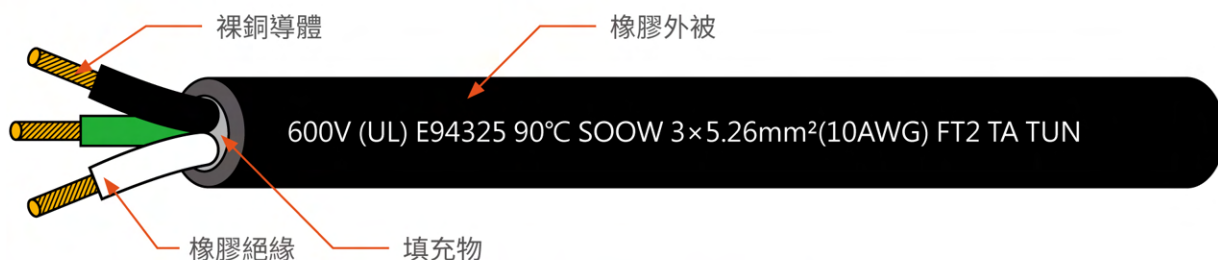 裸銅導體
橡膠外被
600V (UL) E94325 90℃ SOOW 3×5.26mm²(10AWG) FT2 TA TUN
橡膠絕緣
填充物